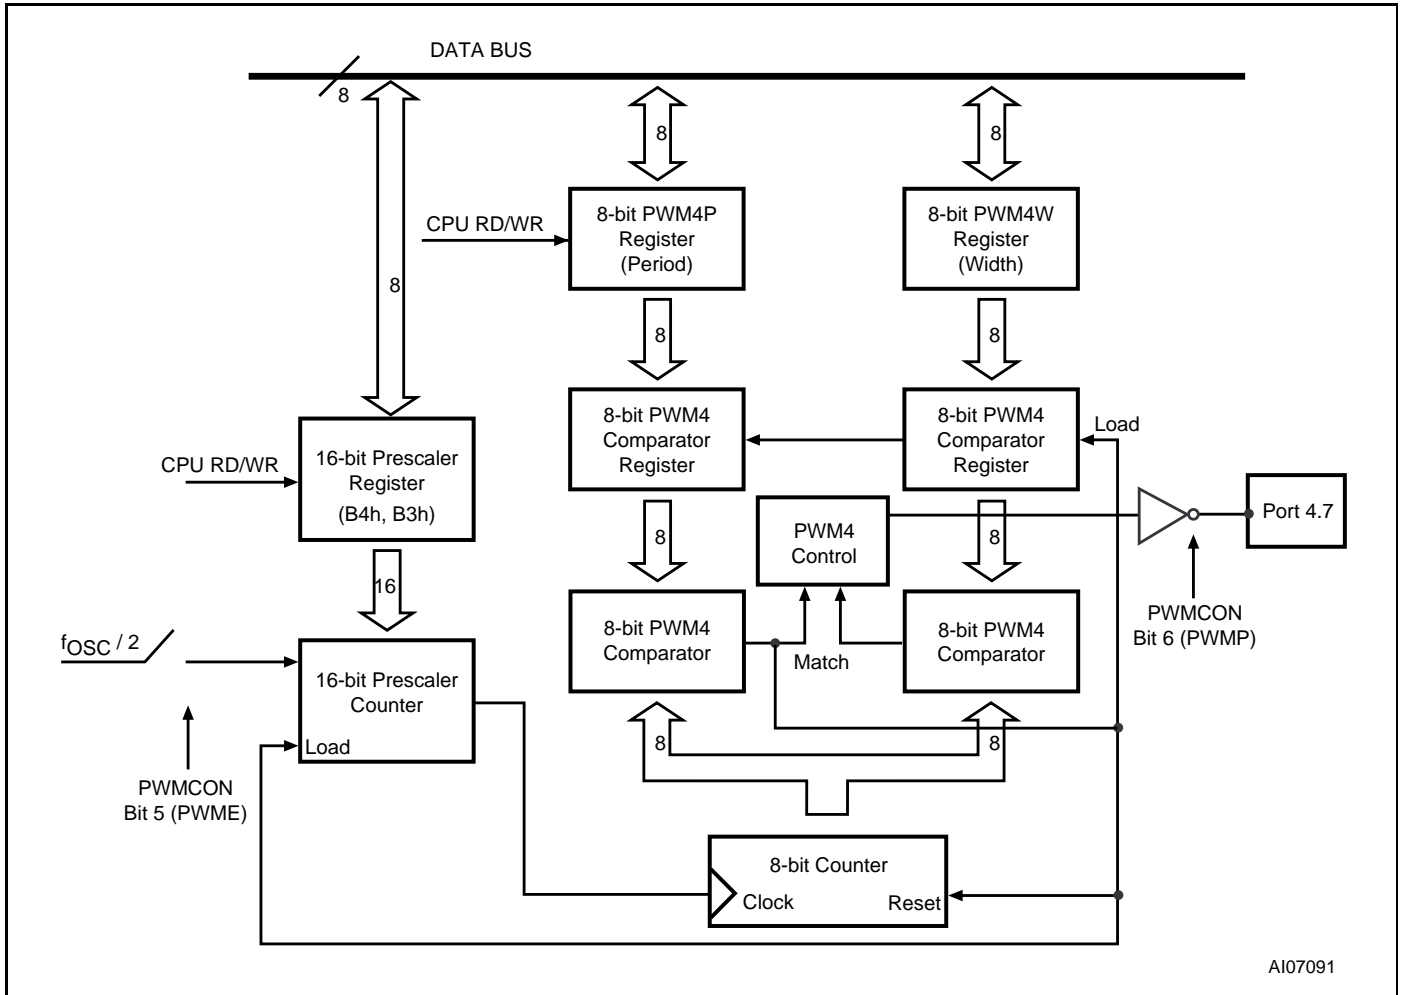 DATA BUS
8
8
8
8-bit PWM4P
Register
(Period)
8-bit PWM4W
Register
(Width)
CPU RD/WR
8
8
8
8-bit PWM4
Comparator
Register
8-bit PWM4
Comparator
Register
Load
CPU RD/WR
16-bit Prescaler
Register
(B4h, B3h)
PWM4
Control
Port 4.7
8
8
16
PWMCON
Bit 6 (PWMP)
8-bit PWM4
Comparator
Match
8-bit PWM4
Comparator
fOSC / 2
16-bit Prescaler
Counter
Load
8
8
PWMCON
Bit 5 (PWME)
8-bit Counter
Clock
Reset
AI07091